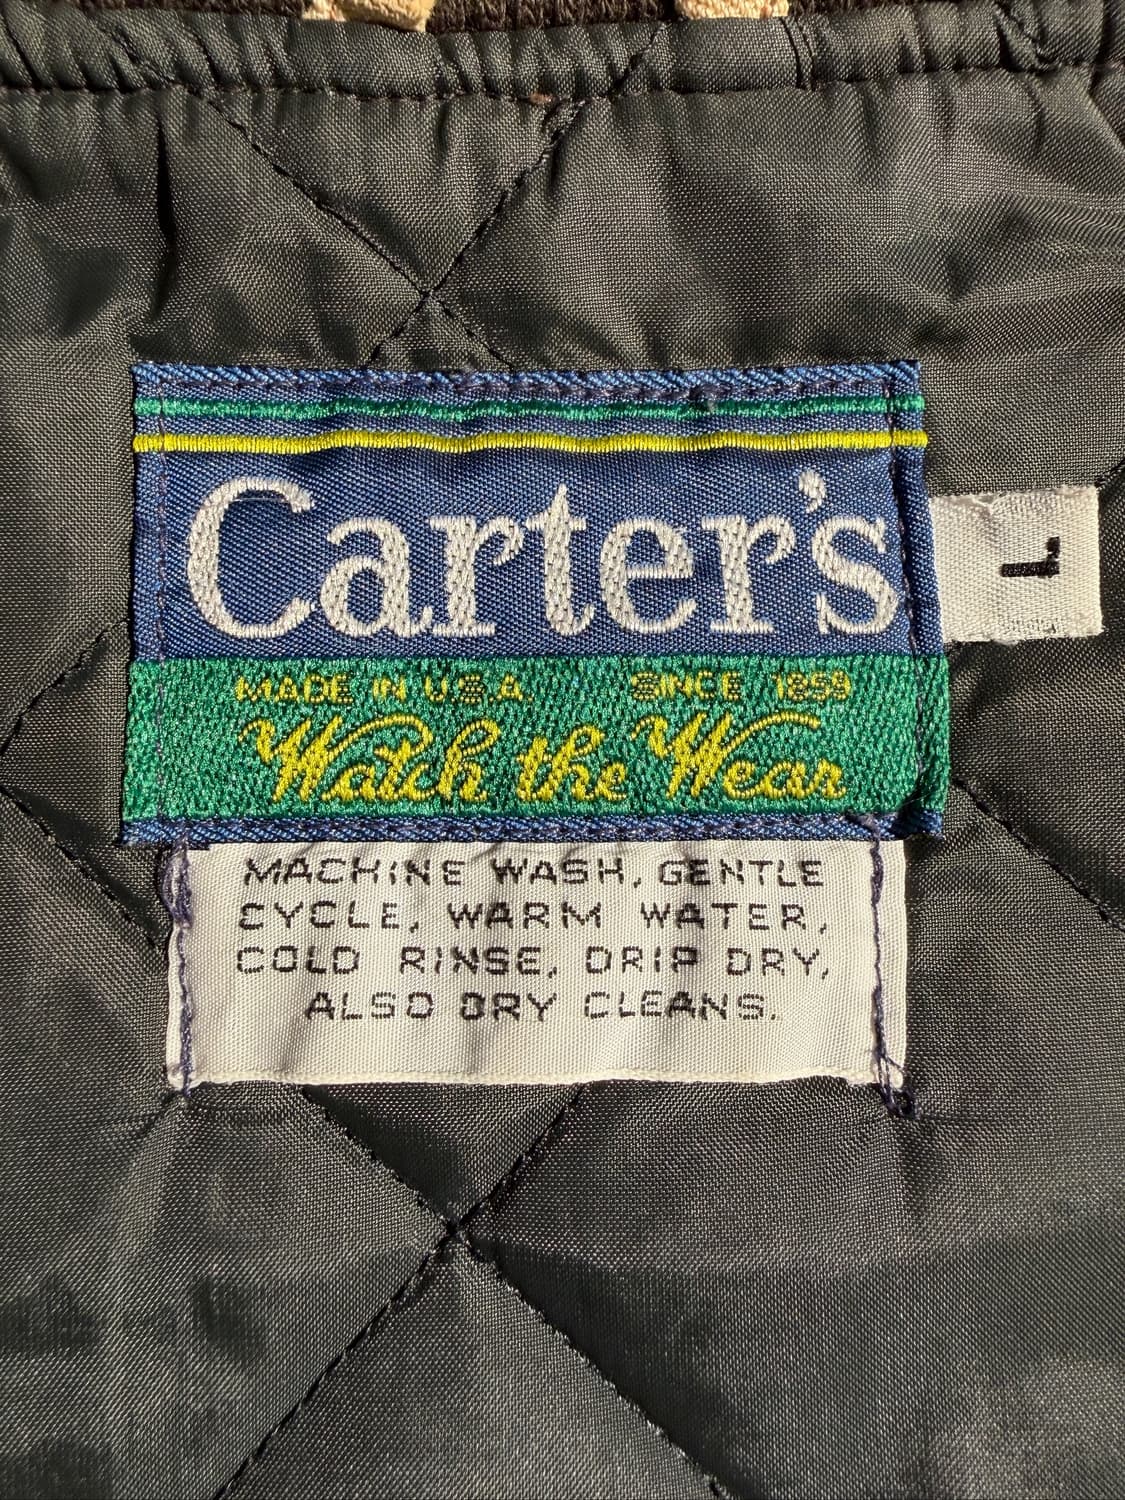 Carter's
L
MADE IN U.S.A. SINCE 1859
Watch the Wear
MACHINE WASH, GENTLE
CYCLE, WARM WATER,
COLD RINSE, DRIP DRY,
ALSO DRY CLEANS.